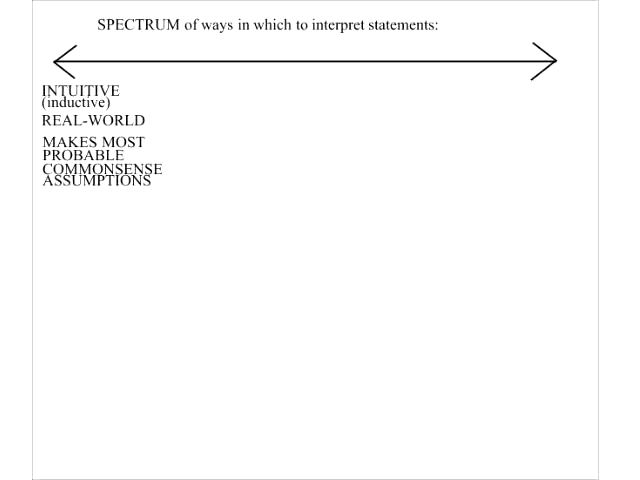 SPECTRUM of ways in which to interpret statements:
INTUITIVE
(inductive)
REAL-WORLD
MAKES MOST
PROBABLE
COMMONSENSE
ASSUMPTIONS